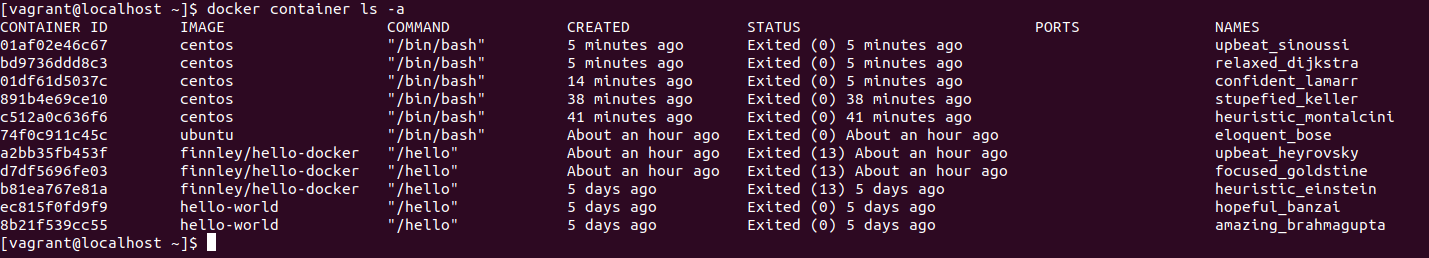 [vagrant@localhost ~]$ docker container ls -a
CONTAINER ID        IMAGE                  COMMAND             CREATED             STATUS                          PORTS               NAMES
01af02e46c67        centos                 "/bin/bash"         5 minutes ago       Exited (0) 5 minutes ago                            upbeat_sinoussi
bd9736ddd8c3        centos                 "/bin/bash"         5 minutes ago       Exited (0) 5 minutes ago                            relaxed_dijkstra
01df61d5037c        centos                 "/bin/bash"         14 minutes ago      Exited (0) 5 minutes ago                            confident_lamarr
891b4e69ce10        centos                 "/bin/bash"         38 minutes ago      Exited (0) 38 minutes ago                           stupefied_keller
c512a0c636f6        centos                 "/bin/bash"         41 minutes ago      Exited (0) 41 minutes ago                           heuristic_montalcini
74f0c911c45c        ubuntu                 "/bin/bash"         About an hour ago   Exited (0) About an hour ago                        eloquent_bose
a2bb35fb453f        finnley/hello-docker   "/hello"            About an hour ago   Exited (13) About an hour ago                       upbeat_heyrovsky
d7df5696fe03        finnley/hello-docker   "/hello"            About an hour ago   Exited (13) About an hour ago                       focused_goldstine
b81ea767e81a        finnley/hello-docker   "/hello"            5 days ago          Exited (13) 5 days ago                              heuristic_einstein
ec815f0fd9f9        hello-world            "/hello"            5 days ago          Exited (0) 5 days ago                               hopeful_banzai
8b21f539cc55        hello-world            "/hello"            5 days ago          Exited (0) 5 days ago                               amazing_brahmagupta
[vagrant@localhost ~]$